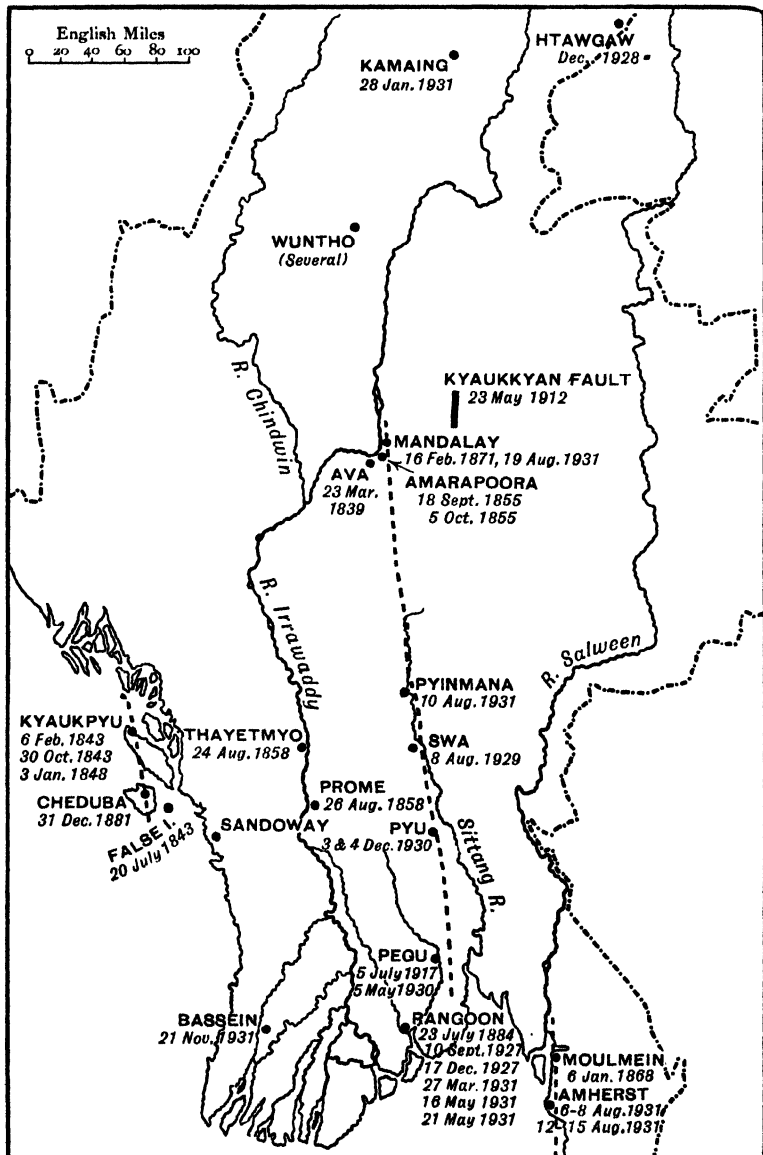 English Miles
0 20 40 60 80 100
HTAWGAW
Dec. 1928
KAMAING
28 Jan. 1931
WUNTHO
(Several)
R. Chindwin
KYAUKKYAN FAULT
23 May 1912
MANDALAY
16 Feb. 1871, 19 Aug. 1931
AVA
23 Mar.
1839
AMARAPOORA
18 Sept. 1855
5 Oct. 1855
R. Irrawaddy
R. Salween
PYINMANA
10 Aug. 1931
KYAUKPYU
6 Feb. 1843
30 Oct. 1843
3 Jan. 1848
THAYETMYO
24 Aug. 1858
SWA
8 Aug. 1929
CHEDUBA
31 Dec. 1881
FALSE I.
20 July 1843
SANDOWAY
PROME
26 Aug. 1858
PYU
3 & 4 Dec. 1930
Sittang R.
PEGU
5 July 1917
5 May 1930
BASSEIN
21 Nov. 1931
RANGOON
23 July 1884
10 Sept. 1927
17 Dec. 1927
27 Mar. 1931
16 May 1931
21 May 1931
MOULMEIN
6 Jan. 1868
AMHERST
6-8 Aug. 1931
12-15 Aug. 1931